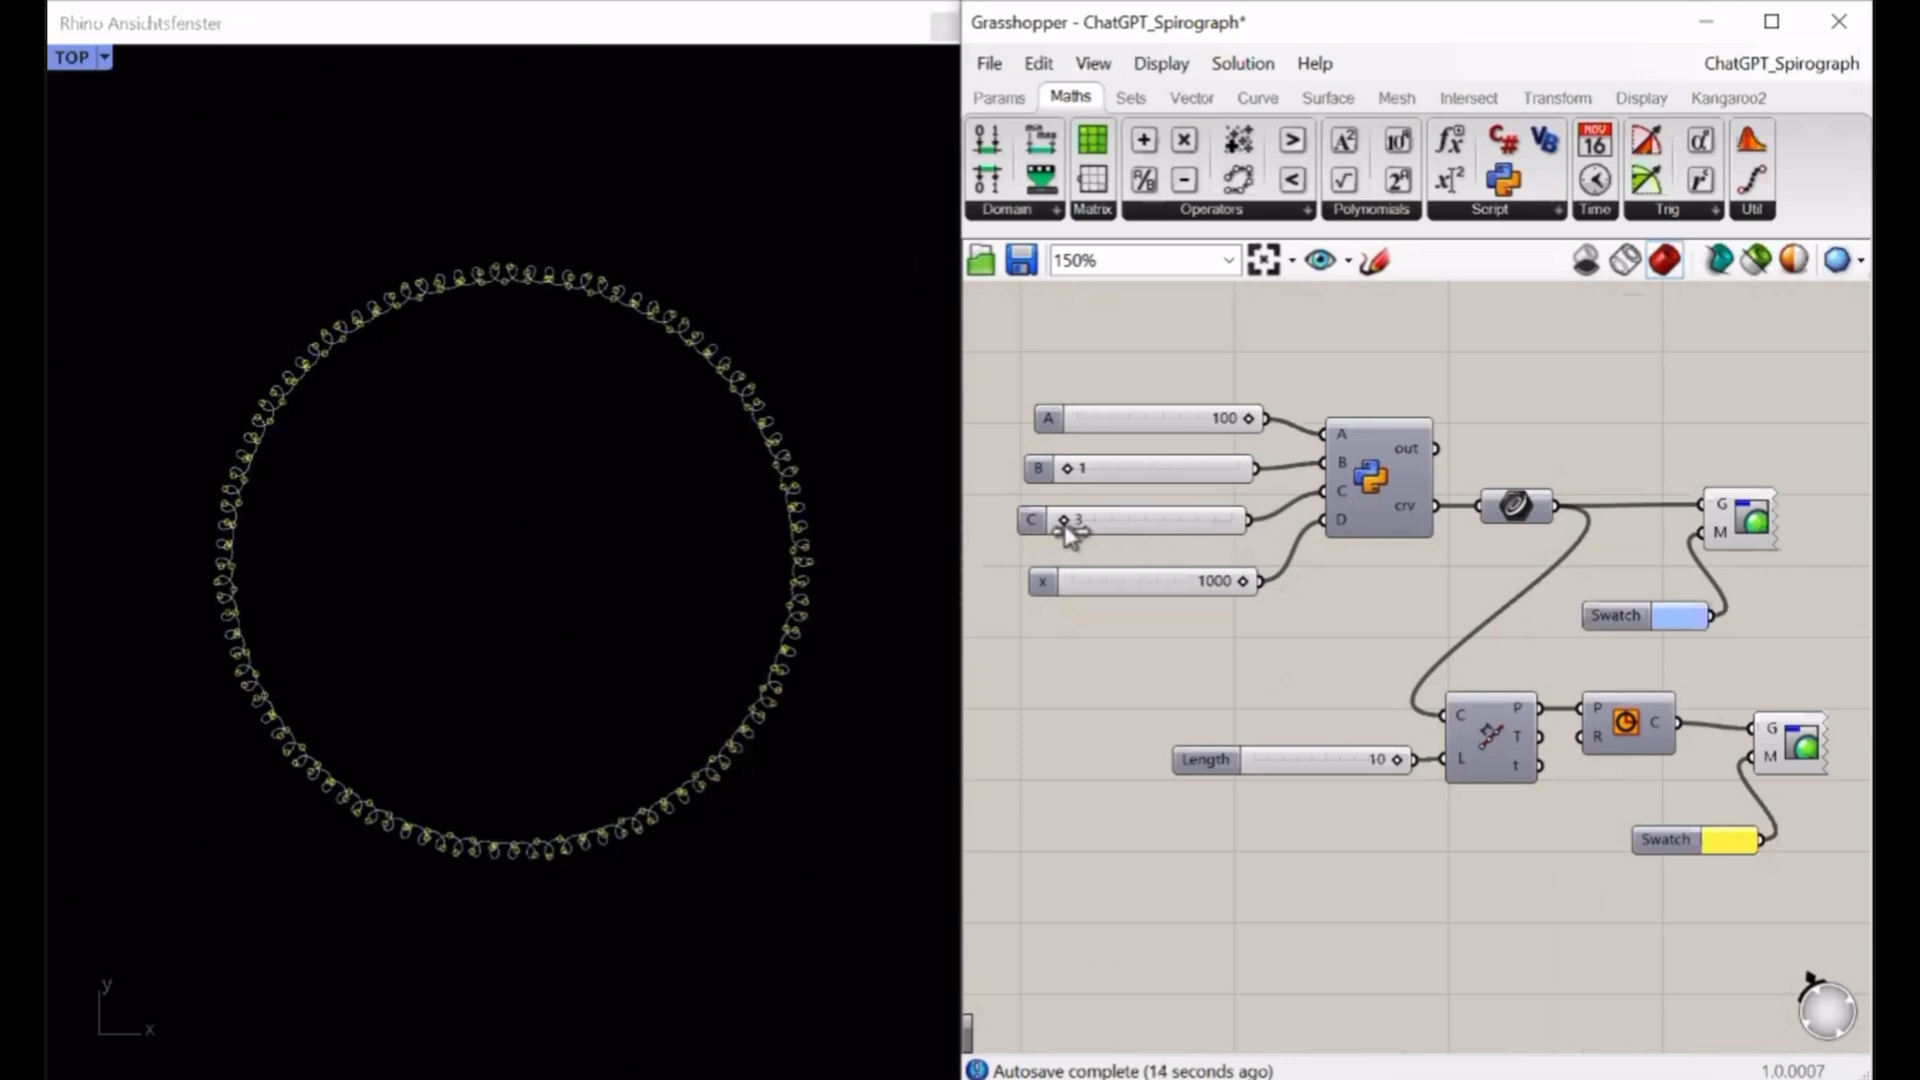 Rhino Ansichtsfenster
TOP
y
x
Grasshopper - ChatGPT_Spirograph*
File Edit View Display Solution Help ChatGPT_Spirograph
Params Maths Sets Vector Curve Surface Mesh Intersect Transform Display Kangaroo2
Domain Matrix Operators Polynomials Script Time Trig Util
150%
A 100
B 1
C 3
x 1000
A
B
C
D
out
crv
G
M
Swatch
Length 10
C
L
P
T
t
P
R
C
G
M
Swatch
Autosave complete (14 seconds ago) 1.0.0007